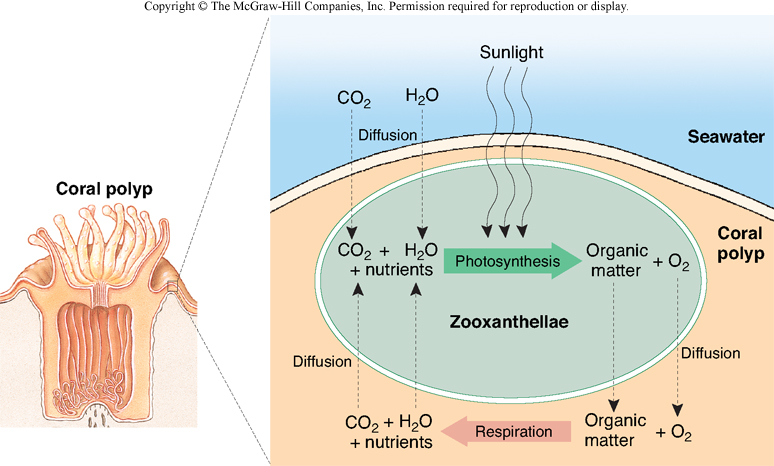 Copyright © The McGraw-Hill Companies, Inc. Permission required for reproduction or display.
Sunlight
CO2
H2O
Diffusion
Seawater
Coral polyp
Coral
polyp
CO2 + H2O
+ nutrients
Photosynthesis
Organic
matter + O2
Zooxanthellae
Diffusion
Diffusion
CO2 + H2O
+ nutrients
Respiration
Organic
matter + O2